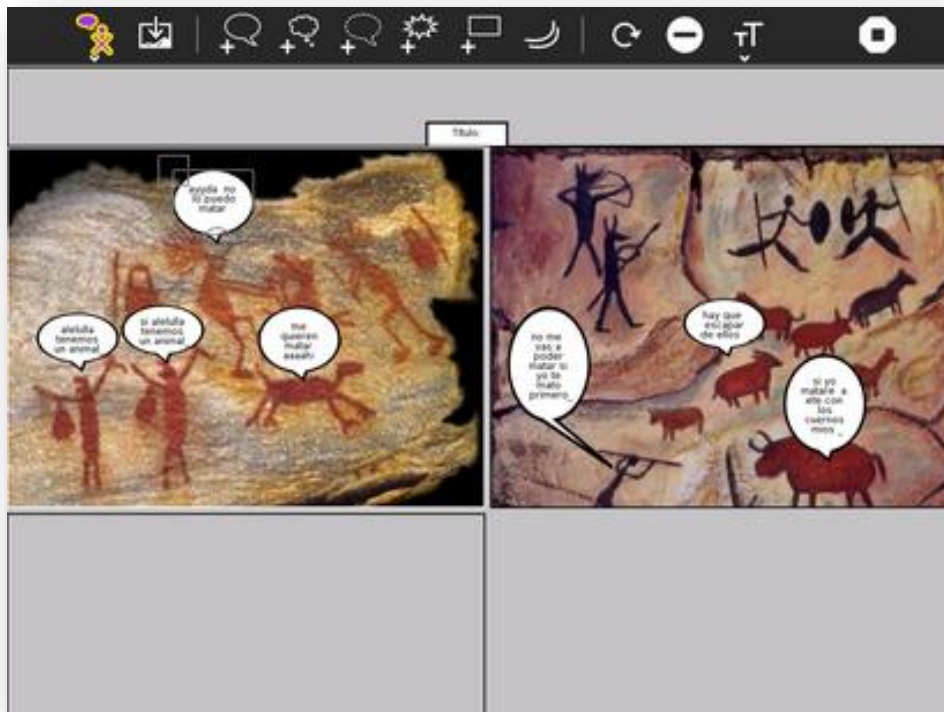 Título
ayuda no
lo puedo
matar
alelulla
tenemos
un animal
si alelulla
tenemos
un animal
me
quieren
matar
aaaahi
no me
vas a
poder
matar si
yo te
mato
primero_
hay que
escapar
de ellos
si yo
matare a
ete con
los
cuernos
mios _